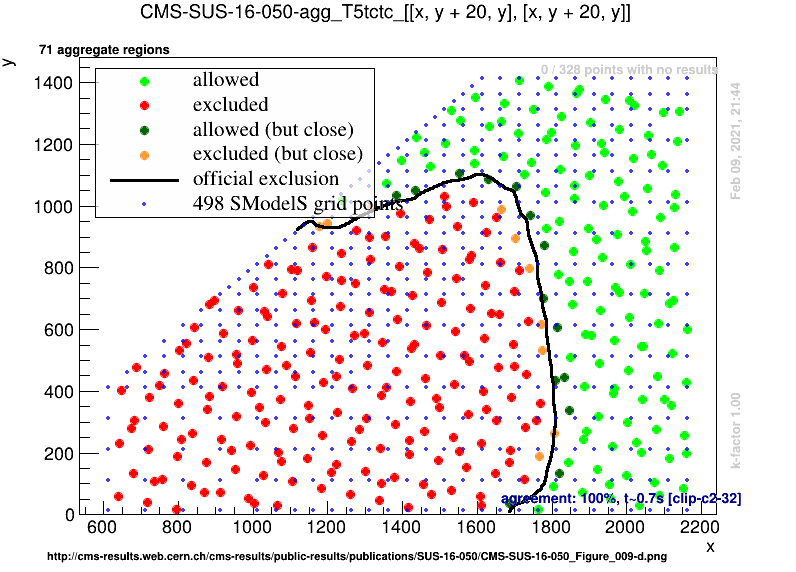 CMS-SUS-16-050-agg_T5tctc_[[x, y + 20, y], [x, y + 20, y]]
71 aggregate regions
y
0 / 328 points with no results
allowed
excluded
allowed (but close)
excluded (but close)
official exclusion
498 SModelS grid points
1400
1200
1000
800
600
400
200
0
600 800 1000 1200 1400 1600 1800 2000 2200
x
agreement: 100%, t~0.7s [clip-c2-32]
Feb 09, 2021, 21:44
k-factor 1.00
http://cms-results.web.cern.ch/cms-results/public-results/publications/SUS-16-050/CMS-SUS-16-050_Figure_009-d.png